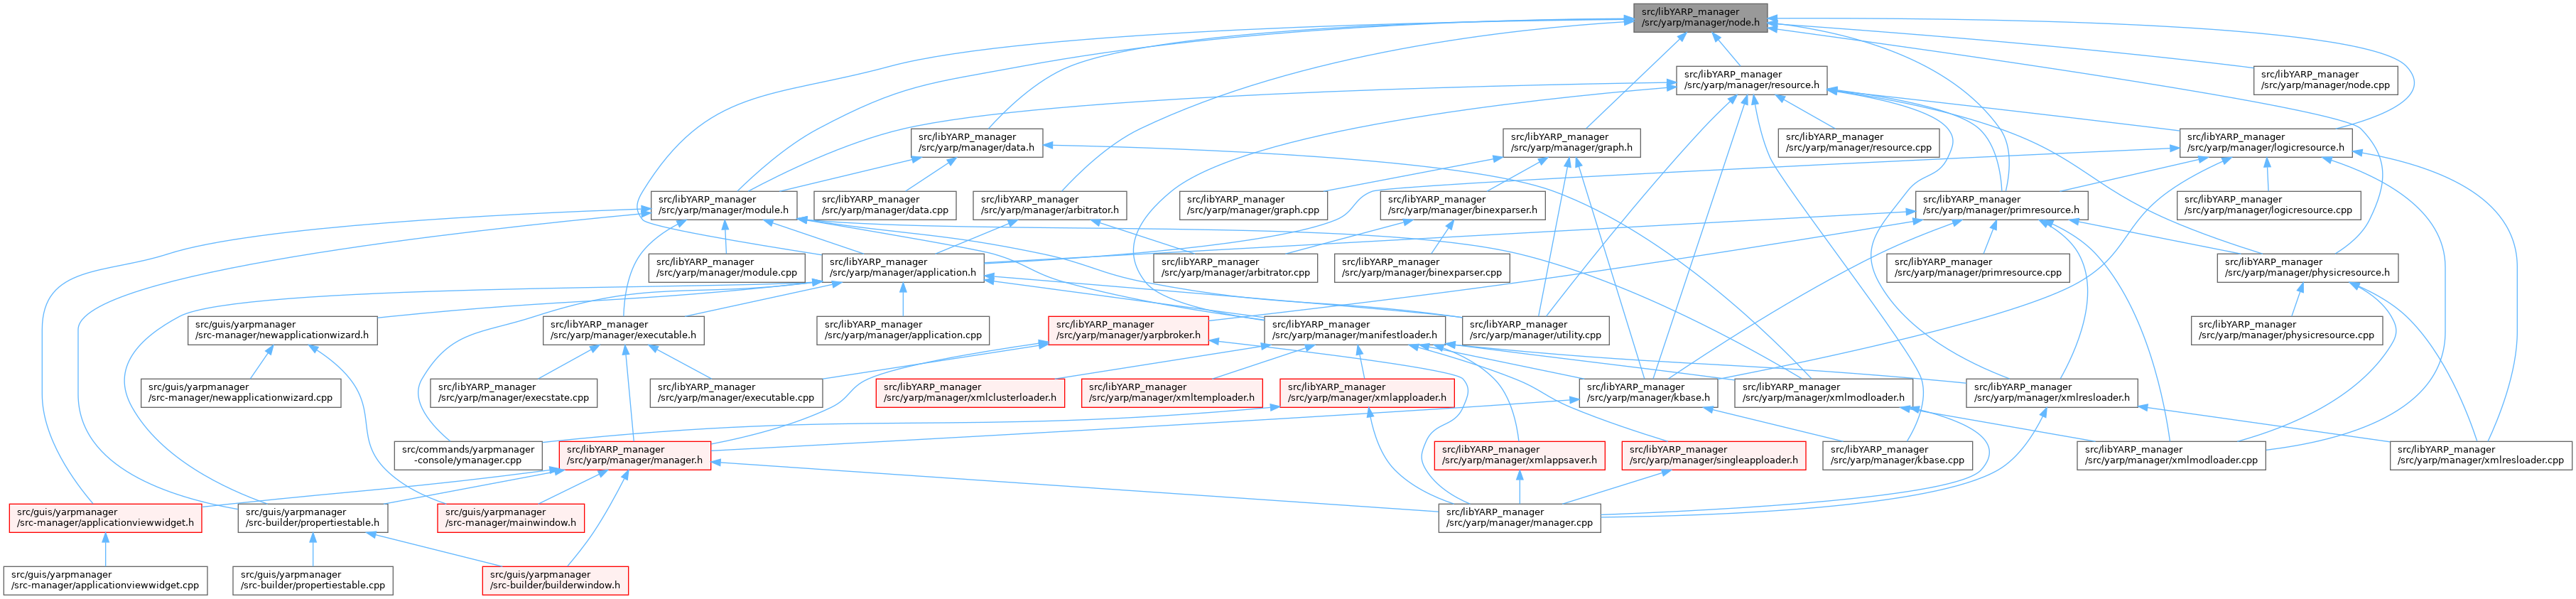 src/libYARP_manager
/src/yarp/manager/node.h
src/libYARP_manager
/src/yarp/manager/resource.h
src/libYARP_manager
/src/yarp/manager/node.cpp
src/libYARP_manager
/src/yarp/manager/data.h
src/libYARP_manager
/src/yarp/manager/graph.h
src/libYARP_manager
/src/yarp/manager/resource.cpp
src/libYARP_manager
/src/yarp/manager/logicresource.h
src/libYARP_manager
/src/yarp/manager/module.h
src/libYARP_manager
/src/yarp/manager/data.cpp
src/libYARP_manager
/src/yarp/manager/arbitrator.h
src/libYARP_manager
/src/yarp/manager/graph.cpp
src/libYARP_manager
/src/yarp/manager/binexparser.h
src/libYARP_manager
/src/yarp/manager/primresource.h
src/libYARP_manager
/src/yarp/manager/logicresource.cpp
src/libYARP_manager
/src/yarp/manager/module.cpp
src/libYARP_manager
/src/yarp/manager/application.h
src/libYARP_manager
/src/yarp/manager/arbitrator.cpp
src/libYARP_manager
/src/yarp/manager/binexparser.cpp
src/libYARP_manager
/src/yarp/manager/primresource.cpp
src/libYARP_manager
/src/yarp/manager/physicresource.h
src/guis/yarpmanager
/src-manager/newapplicationwizard.h
src/libYARP_manager
/src/yarp/manager/executable.h
src/libYARP_manager
/src/yarp/manager/application.cpp
src/libYARP_manager
/src/yarp/manager/yarpbroker.h
src/libYARP_manager
/src/yarp/manager/manifestloader.h
src/libYARP_manager
/src/yarp/manager/utility.cpp
src/libYARP_manager
/src/yarp/manager/physicresource.cpp
src/guis/yarpmanager
/src-manager/newapplicationwizard.cpp
src/libYARP_manager
/src/yarp/manager/execstate.cpp
src/libYARP_manager
/src/yarp/manager/executable.cpp
src/libYARP_manager
/src/yarp/manager/xmlclusterloader.h
src/libYARP_manager
/src/yarp/manager/xmltemploader.h
src/libYARP_manager
/src/yarp/manager/xmlapploader.h
src/libYARP_manager
/src/yarp/manager/kbase.h
src/libYARP_manager
/src/yarp/manager/xmlmodloader.h
src/libYARP_manager
/src/yarp/manager/xmlresloader.h
src/commands/yarpmanager
-console/ymanager.cpp
src/libYARP_manager
/src/yarp/manager/manager.h
src/libYARP_manager
/src/yarp/manager/xmlappsaver.h
src/libYARP_manager
/src/yarp/manager/singleapploader.h
src/libYARP_manager
/src/yarp/manager/kbase.cpp
src/libYARP_manager
/src/yarp/manager/xmlmodloader.cpp
src/libYARP_manager
/src/yarp/manager/xmlresloader.cpp
src/guis/yarpmanager
/src-manager/applicationviewwidget.h
src/guis/yarpmanager
/src-builder/propertiestable.h
src/guis/yarpmanager
/src-manager/mainwindow.h
src/libYARP_manager
/src/yarp/manager/manager.cpp
src/guis/yarpmanager
/src-manager/applicationviewwidget.cpp
src/guis/yarpmanager
/src-builder/propertiestable.cpp
src/guis/yarpmanager
/src-builder/builderwindow.h